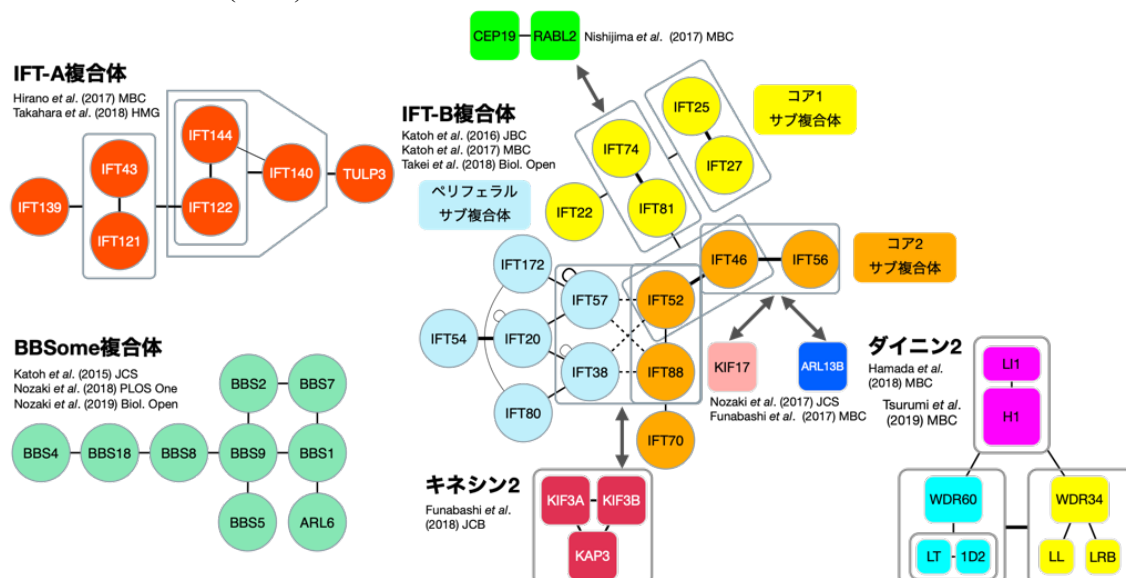 CEP19
RABL2
Nishijima et al. (2017) MBC
IFT-A複合体
Hirano et al. (2017) MBC
Takahara et al. (2018) HMG
IFT144
IFT43
IFT140
TULP3
IFT139
IFT122
IFT121
IFT-B複合体
Katoh et al. (2016) JBC
Katoh et al. (2017) MBC
Takei et al. (2018) Biol. Open
コア1
サブ複合体
IFT25
IFT27
IFT74
IFT81
IFT22
ペリフェラル
サブ複合体
コア2
サブ複合体
IFT46
IFT56
IFT172
IFT57
IFT52
IFT54
IFT20
IFT38
IFT88
IFT80
IFT70
KIF17
ARL13B
Nozaki et al. (2017) JCS
Funabashi et al. (2017) MBC
BBSome複合体
Katoh et al. (2015) JCS
Nozaki et al. (2018) PLOS One
Nozaki et al. (2019) Biol. Open
BBS2
BBS7
BBS4
BBS18
BBS8
BBS9
BBS1
BBS5
ARL6
キネシン2
Funabashi et al.
(2018) JCB
KIF3A
KIF3B
KAP3
ダイニン2
Hamada et al.
(2018) MBC
Tsurumi et al.
(2019) MBC
LI1
H1
WDR60
WDR34
LT
1D2
LL
LRB